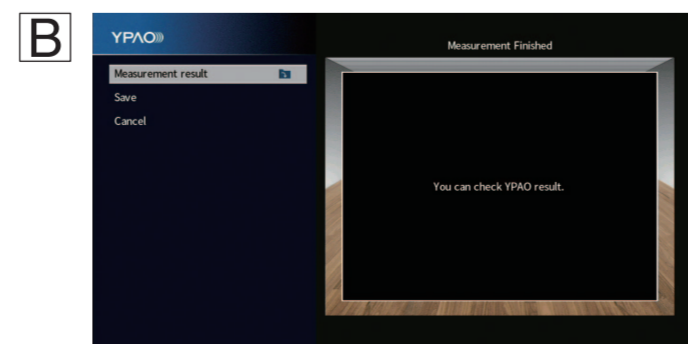 B
YPAO
Measurement Finished
Measurement result
Save
Cancel
You can check YPAO result.